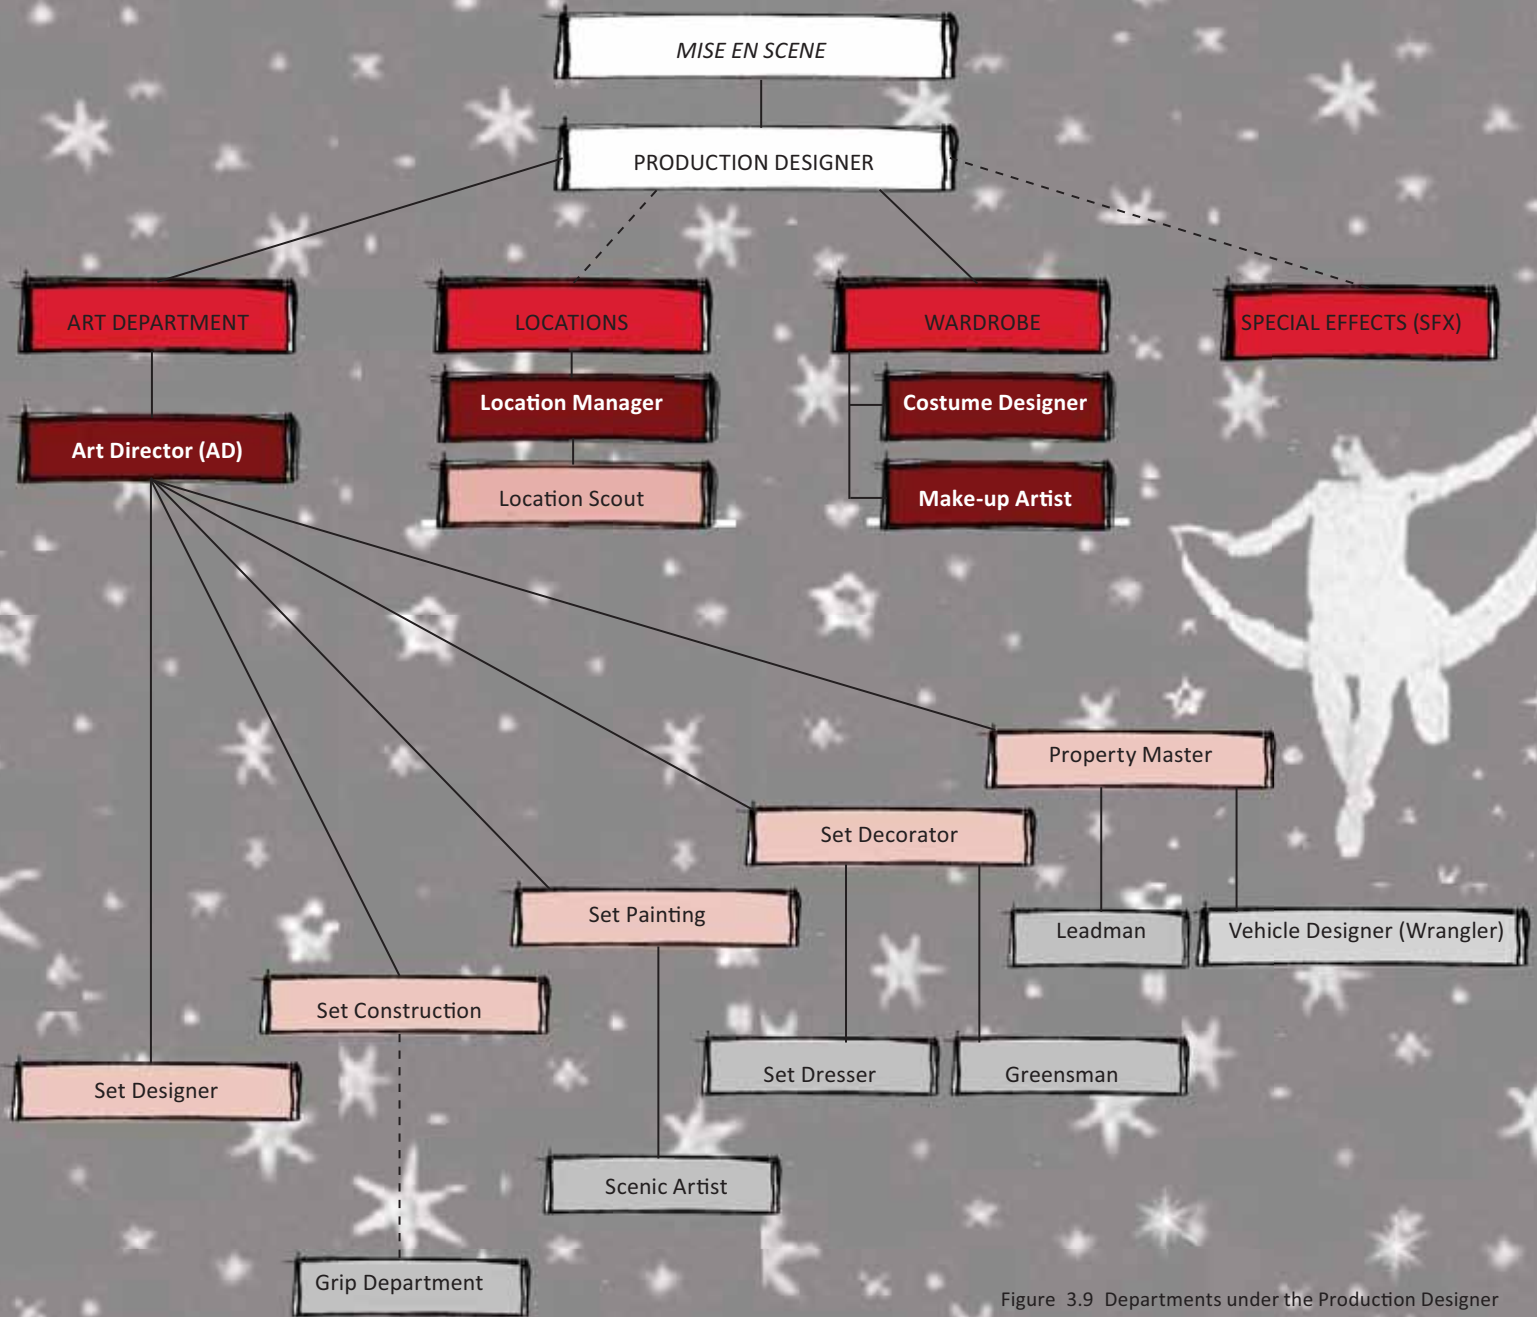 MISE EN SCENE
PRODUCTION DESIGNER
ART DEPARTMENT
LOCATIONS
WARDROBE
SPECIAL EFFECTS (SFX)
Location Manager
Costume Designer
Art Director (AD)
Location Scout
Make-up Artist
Property Master
Set Decorator
Set Painting
Leadman
Vehicle Designer (Wrangler)
Set Construction
Set Designer
Set Dresser
Greensman
Scenic Artist
Grip Department
Figure 3.9 Departments under the Production Designer